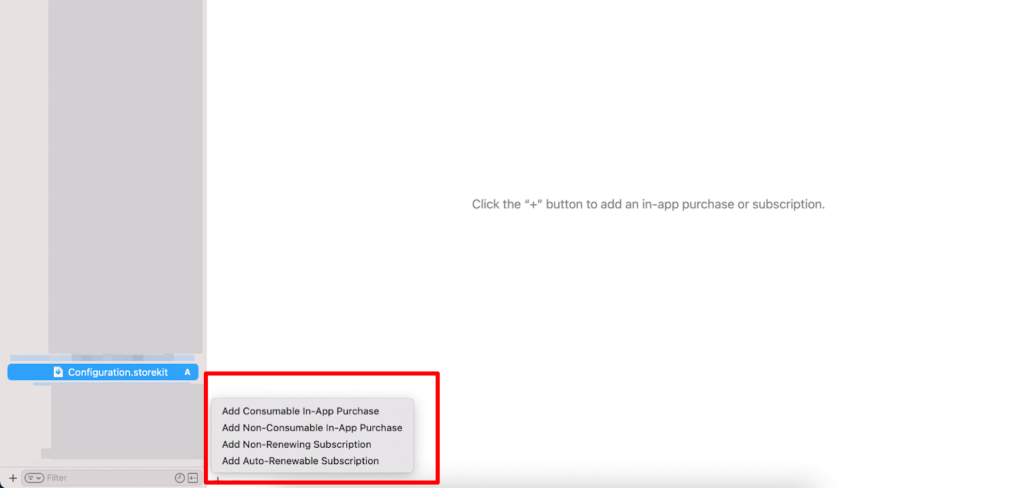 Click the “+” button to add an in-app purchase or subscription.
Configuration.storekit A
Add Consumable In-App Purchase
Add Non-Consumable In-App Purchase
Add Non-Renewing Subscription
Add Auto-Renewable Subscription
+ Filter